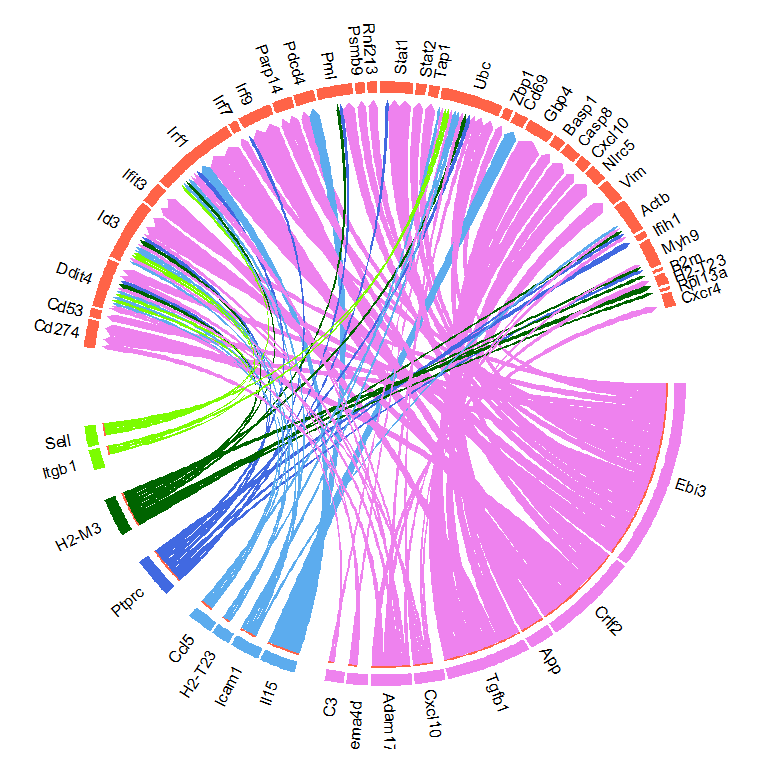 Cd274
Cd53
Ddit4
Id3
Ifit3
Irf1
Irf7
Irf9
Parp14
Pdcd4
Pml
Psmb9
Rnf213
Stat1
Stat2
Tap1
Ubc
Zbp1
Cd69
Gbp4
Basp1
Casp8
Cxcl10
Nlrc5
Vim
Actb
Ifih1
Myh9
B2m
H2-T23
Rpl13a
Cxcr4
Ebi3
Crlf2
App
Tgfb1
Cxcl10
Adam17
ema4d
C3
Il15
Icam1
H2-T23
Ccl5
Ptprc
H2-M3
Itgb1
Sell